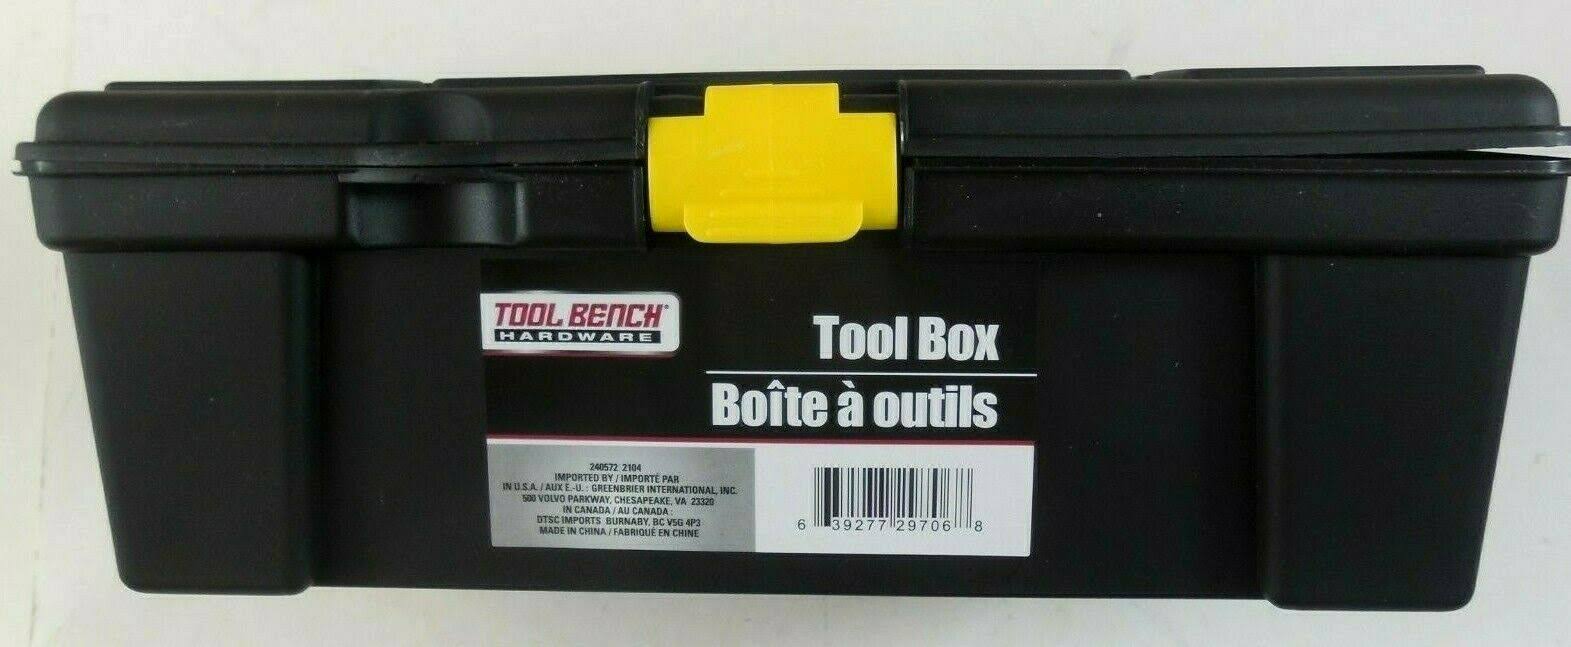 TOOL BENCH®
HARDWARE
Tool Box
Boîte à outils
240572 2104
IMPORTED BY / IMPORTÉ PAR
IN U.S.A. / AUX E.-U. : GREENBRIER INTERNATIONAL, INC.
500 VOLVO PARKWAY, CHESAPEAKE, VA 23320
IN CANADA / AU CANADA :
DTSC IMPORTS BURNABY, BC V5G 4P3
MADE IN CHINA / FABRIQUÉ EN CHINE
6 39277 29706 8